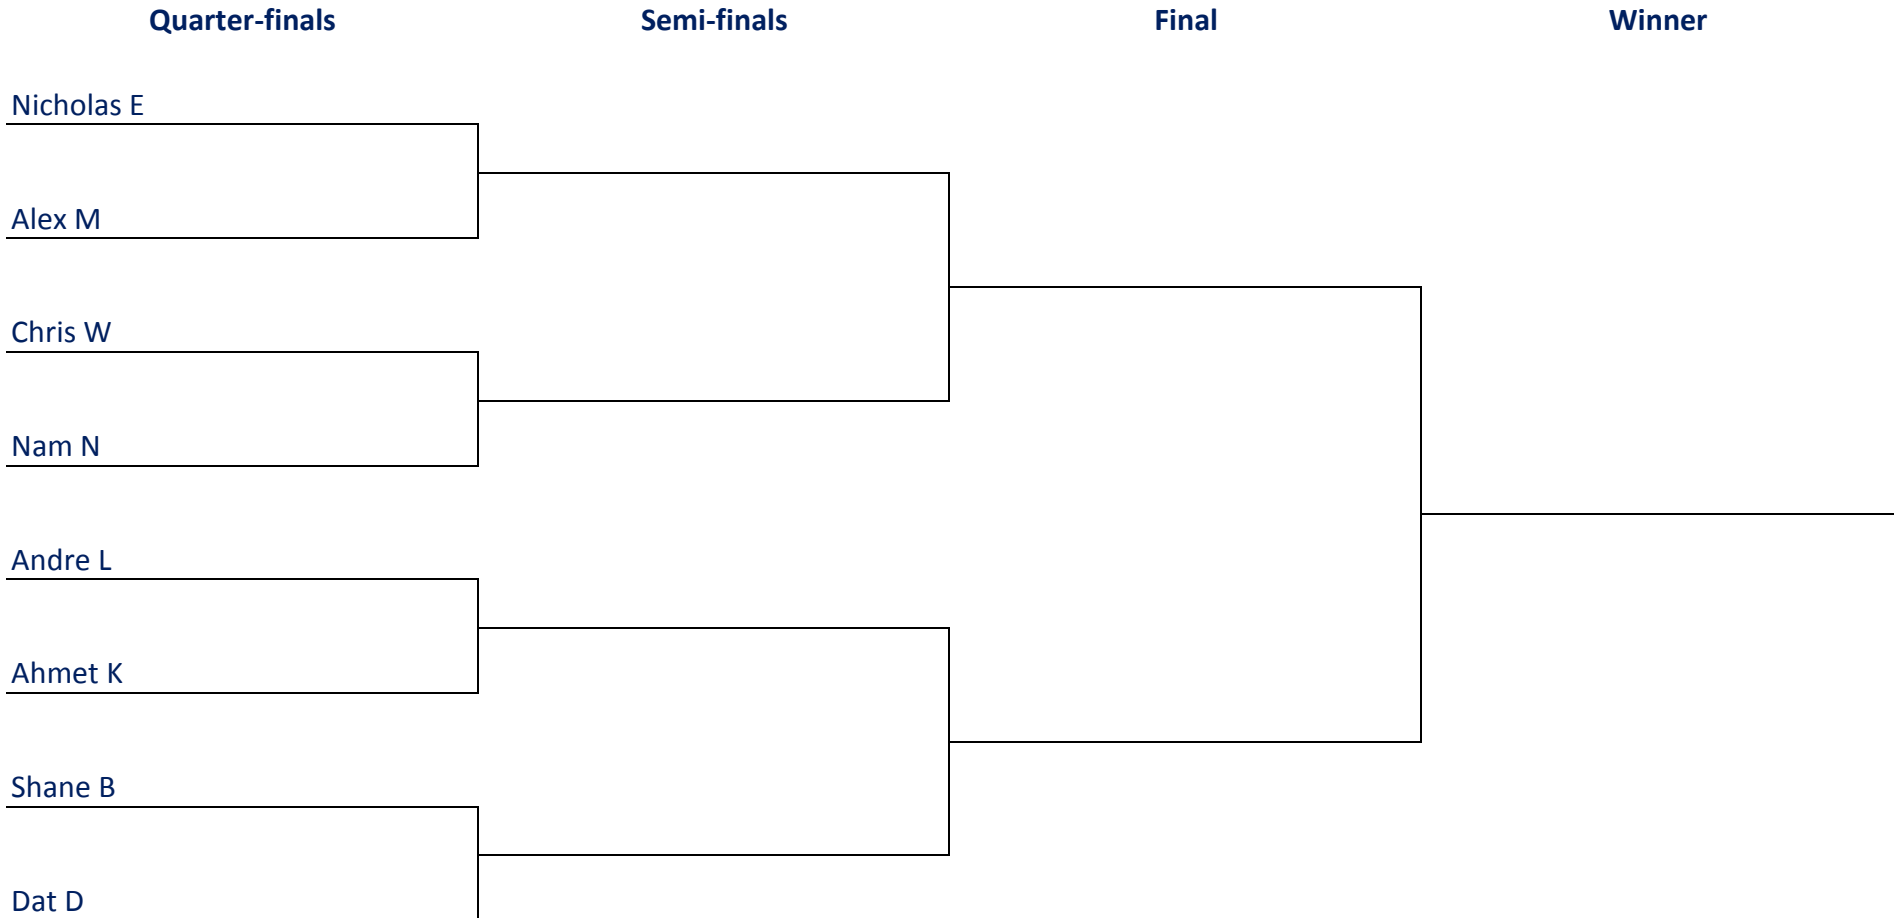 Quarter-finals Semi-finals Final Winner
Nicholas E
Alex M
Chris W
Nam N
Andre L
Ahmet K
Shane B
Dat D